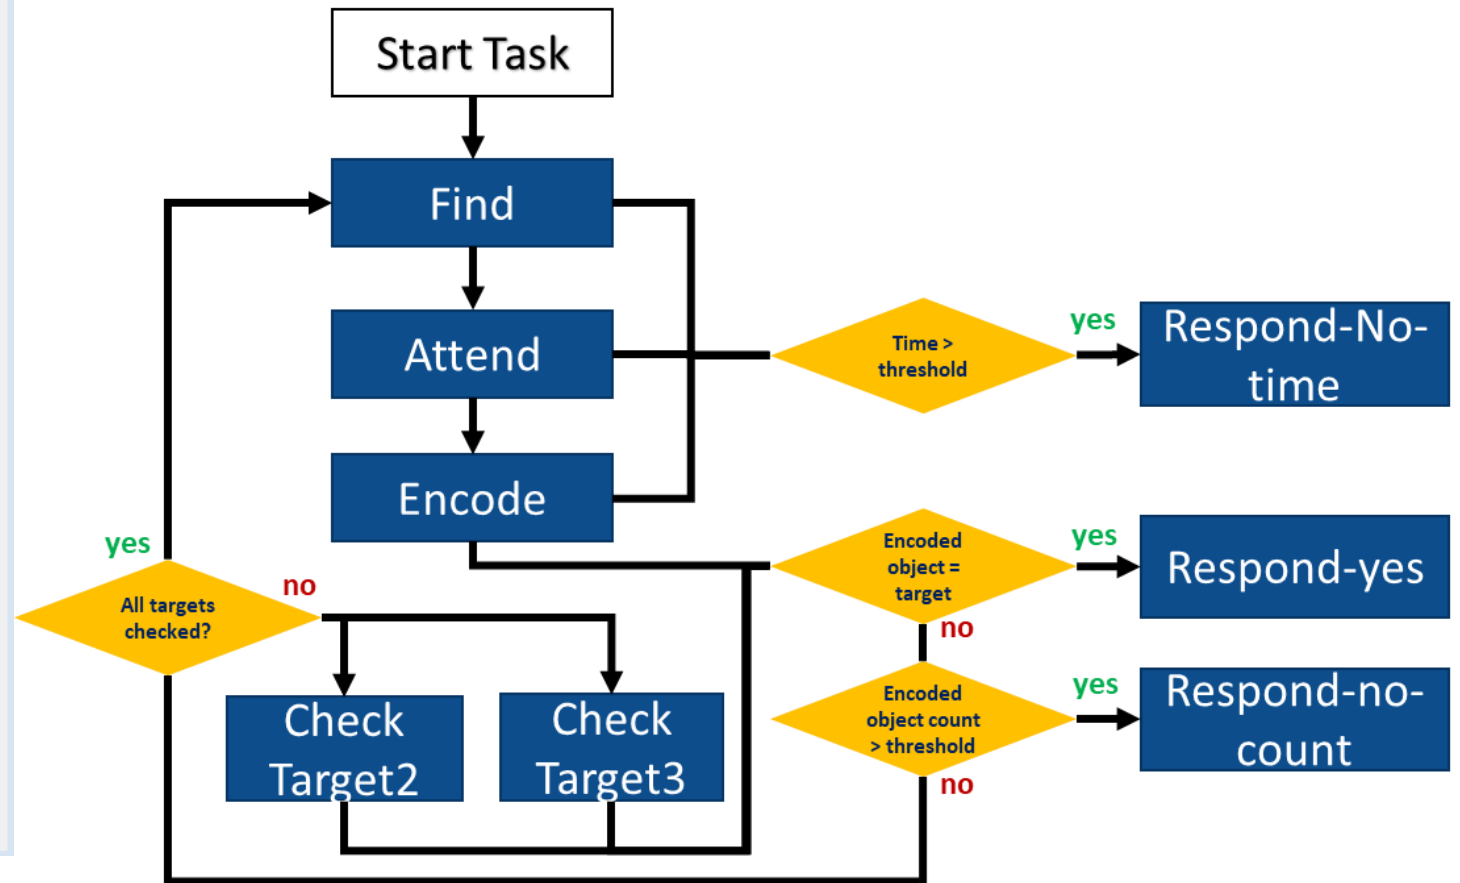 Start Task
Find
Attend
Time >
threshold
yes
Respond-No-
time
Encode
yes
Encoded
object =
target
yes
Respond-yes
no
All targets
checked?
no
Check
Target2
Check
Target3
Encoded
object count
> threshold
yes
Respond-no-
count
no